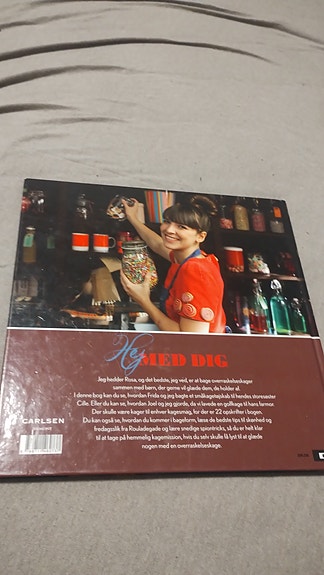 Hej
MED DIG
Jeg hedder Rosa, og det bedste, jeg ved, er at bage overraskelseskager
sammen med børn, der gerne vil glæde dem, de holder af.
I denne bog kan du se, hvordan Frida og jeg bagte et småkagetøjskab til hendes storesøster
Cille. Eller du kan se, hvordan Joel og jeg gjorde, da vi lavede en golfkage til hans farmor.
Der skulle være kager til enhver kagesmag, for der er 22 opskrifter i bogen.
Du kan også se, hvordan du kommer i bageform, læse de bedste tips til skønhed og
fredagsslik fra Rouladegade og lære snedige spiontricks, så du er helt klar
til at tage på hemmelig kagemission, hvis du selv skulle få lyst til at glæde
nogen med en overraskelseskage.
CARLSEN